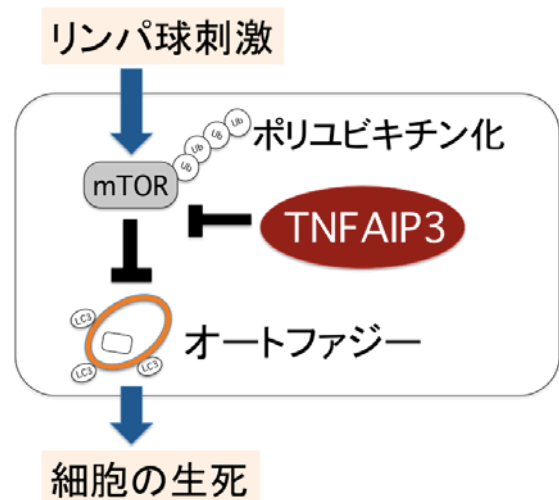 リンパ球刺激
Ub
Ub
Ub
Ub
ポリユビキチン化
mTOR
TNFAIP3
LC3
オートファジー
LC3
LC3
細胞の生死